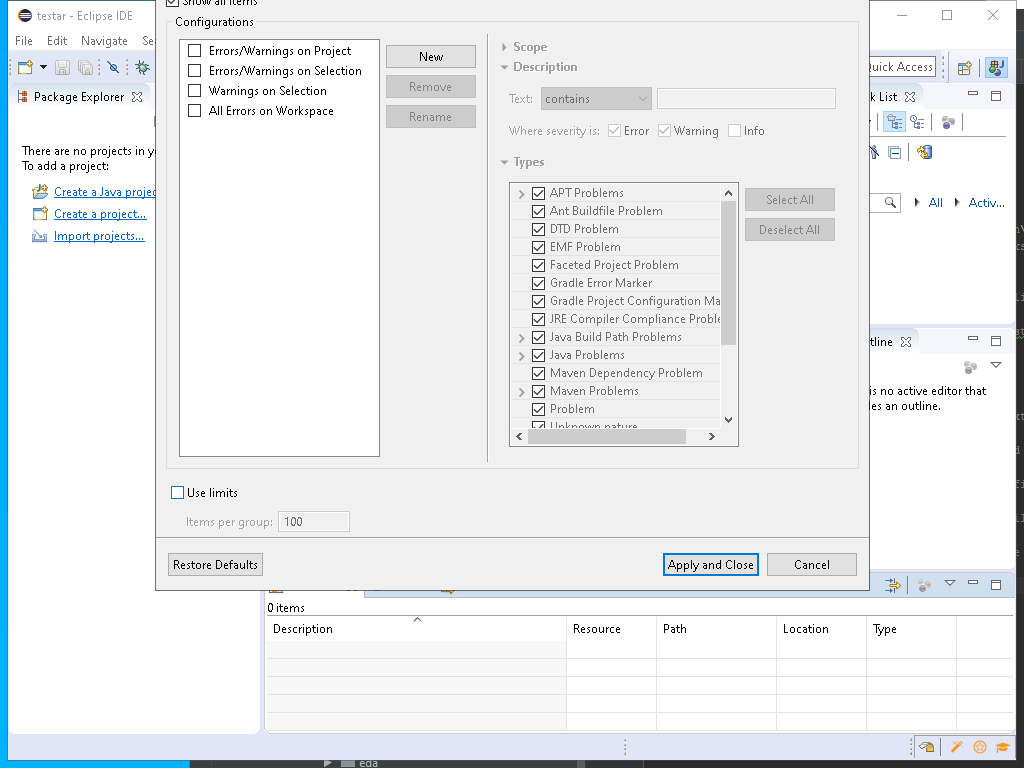 testar - Eclipse IDE
File Edit Navigate
Quick Access
Package Explorer
There are no projects in
To add a project:
Create a Java projec
Create a project...
Import projects...
Show all items
Configurations
Errors/Warnings on Project
Errors/Warnings on Selection
Warnings on Selection
All Errors on Workspace
New
Remove
Rename
Scope
Description
Text: contains
Where severity is: Error Warning Info
Types
APT Problems
Ant Buildfile Problem
DTD Problem
EMF Problem
Faceted Project Problem
Gradle Error Marker
Gradle Project Configuration Ma
JRE Compiler Compliance Proble
Java Build Path Problems
Java Problems
Maven Dependency Problem
Maven Problems
Problem
Unknown nature
Select All
Deselect All
Use limits
Items per group: 100
Restore Defaults
Apply and Close
Cancel
k List
All Activ...
tline
is no active editor that
es an outline.
0 items
Description Resource Path Location Type
eda